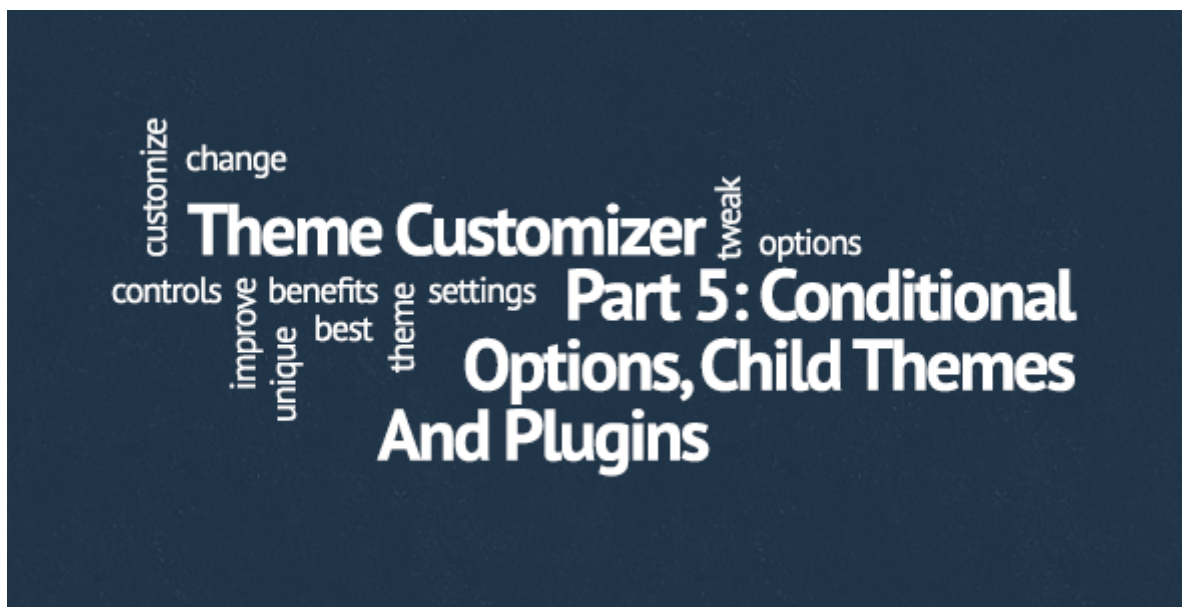 customize
change
Theme Customizer
tweak
options
controls
improve
benefits
theme
settings
Part 5: Conditional
unique
best
Options, Child Themes
And Plugins